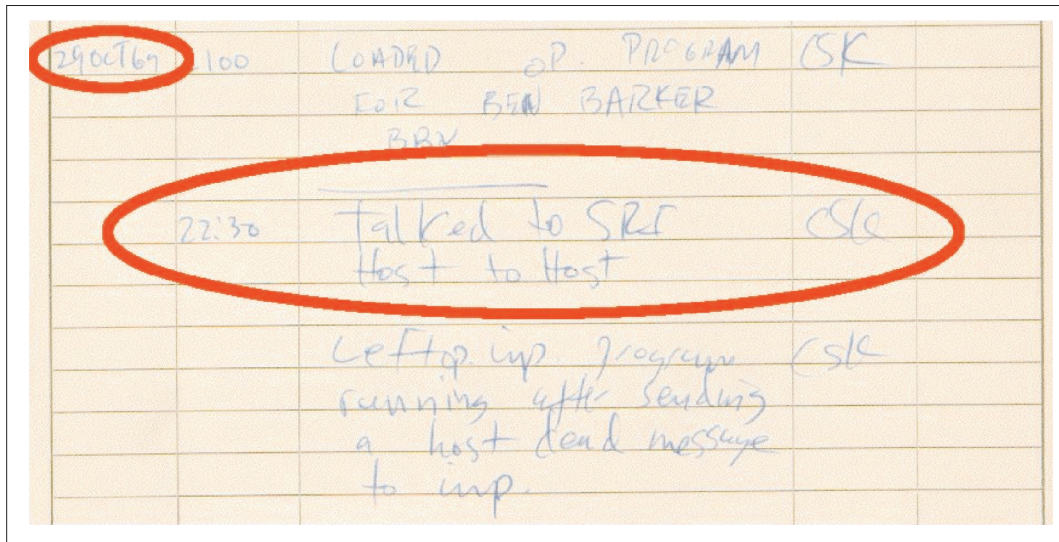 29OCT69 2100 LOADED OP. PROGRAM CSK
FOR BEN BARKER
BBN
22:30 Talked to SRI CSK
Host to Host
Left op. imp. program CSK
running after sending
a host dead message
to imp.